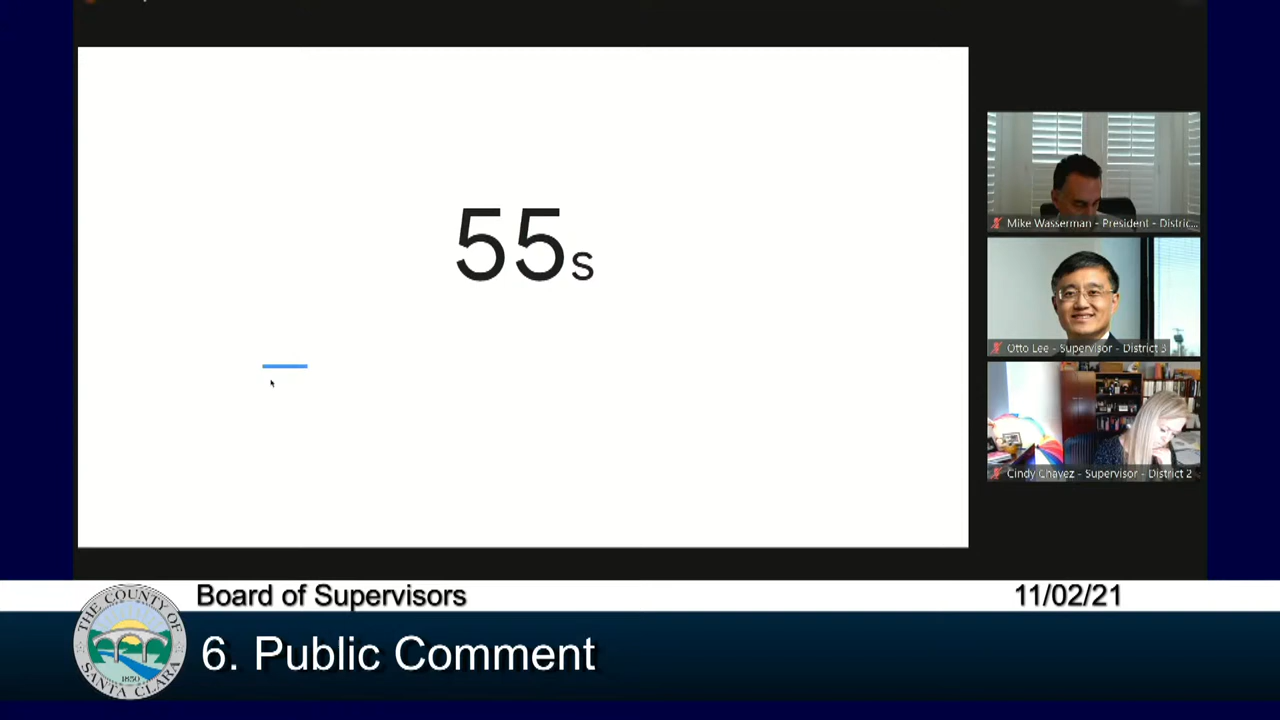 55s
Mike Wasserman - President - Distric...
Otto Lee - Supervisor - District 3
Cindy Chavez - Supervisor - District 2
Board of Supervisors
11/02/21
6. Public Comment
THE COUNTY OF
SANTA CLARA
1850